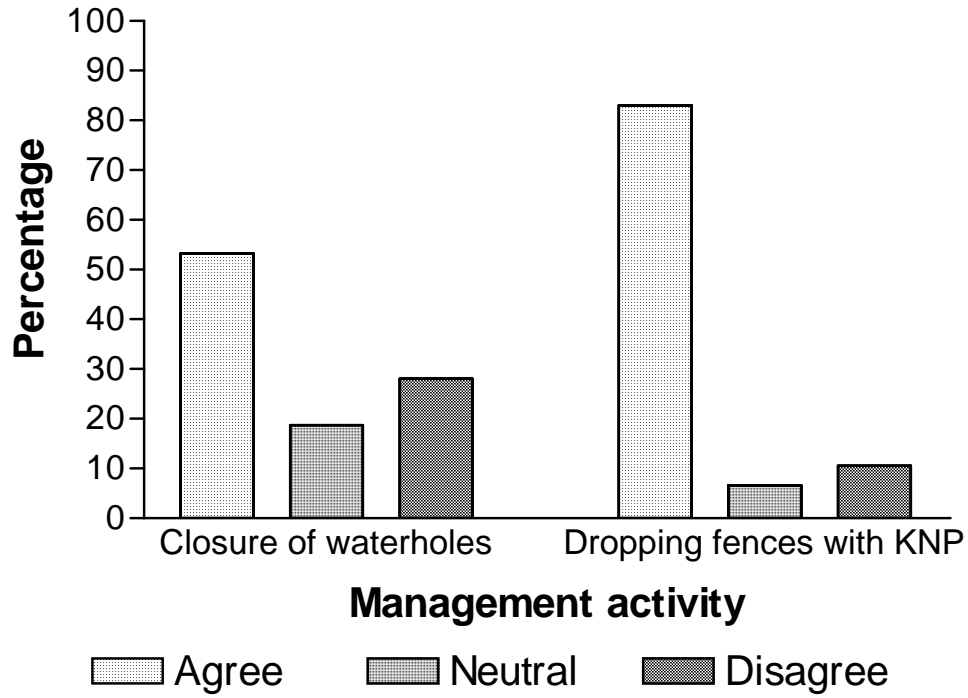 100
90
80
70
60
50
40
30
20
10
0
Percentage
Closure of waterholes
Dropping fences with KNP
Management activity
Agree Neutral Disagree